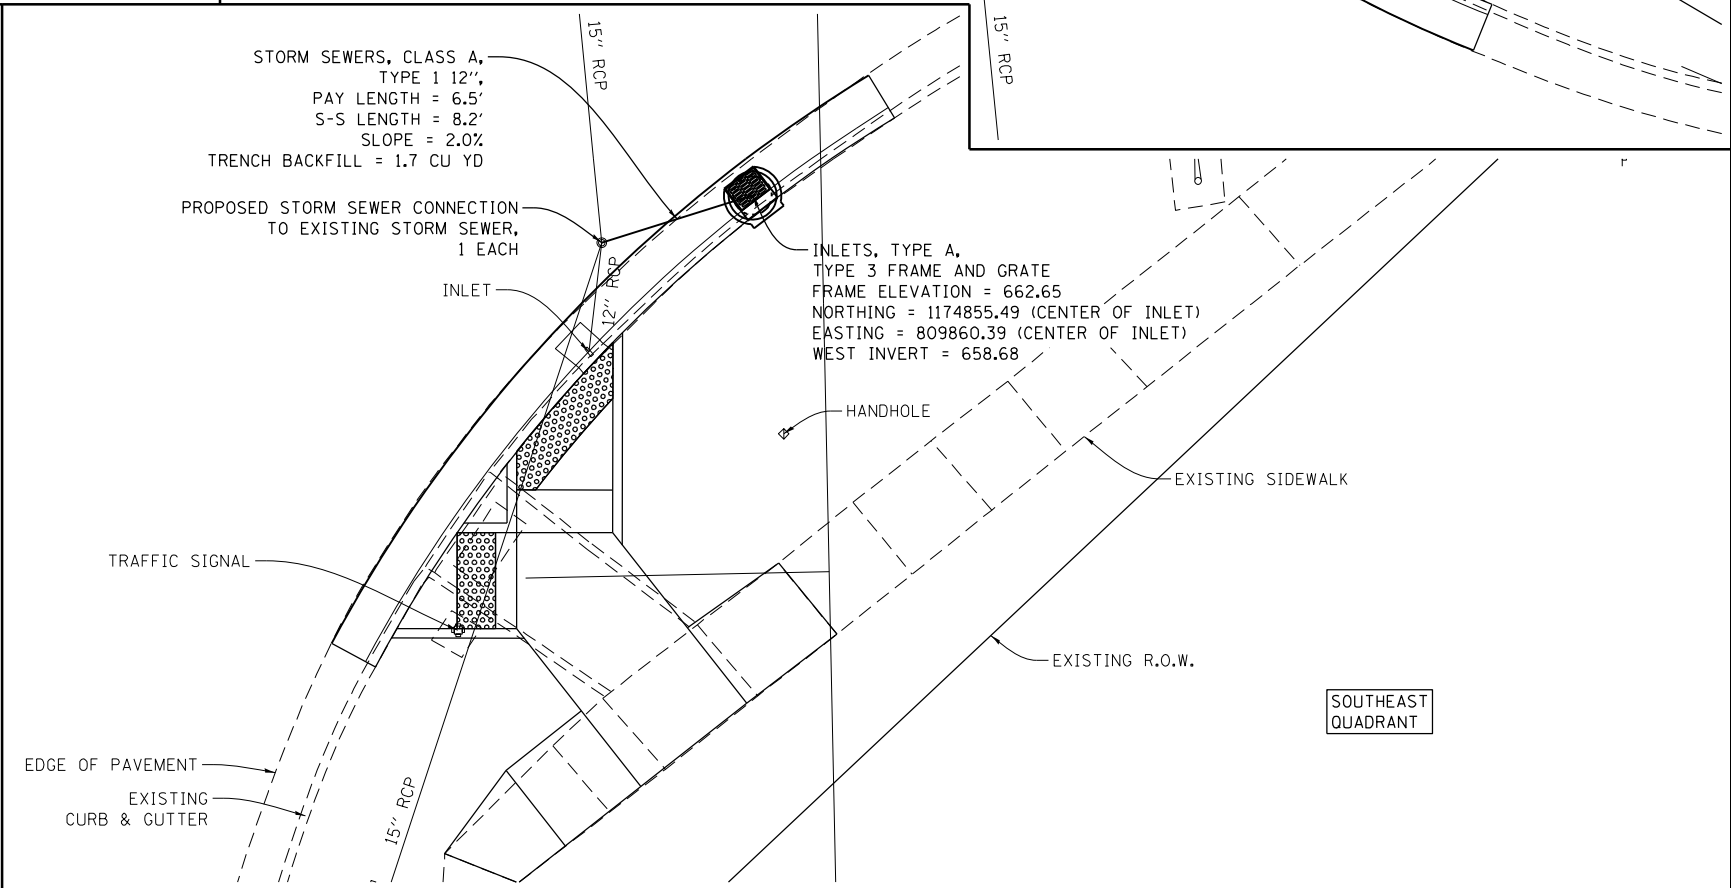 15" RCP
15" RCP
STORM SEWERS, CLASS A,
TYPE 1 12",
PAY LENGTH = 6.5'
S-S LENGTH = 8.2'
SLOPE = 2.0%
TRENCH BACKFILL = 1.7 CU YD
PROPOSED STORM SEWER CONNECTION
TO EXISTING STORM SEWER,
1 EACH
INLET
12" RCP
INLETS, TYPE A,
TYPE 3 FRAME AND GRATE
FRAME ELEVATION = 662.65
NORTHING = 1174855.49 (CENTER OF INLET)
EASTING = 809860.39 (CENTER OF INLET)
WEST INVERT = 658.68
HANDHOLE
EXISTING SIDEWALK
TRAFFIC SIGNAL
EXISTING R.O.W.
SOUTHEAST
QUADRANT
EDGE OF PAVEMENT
EXISTING
CURB & GUTTER
15" RCP